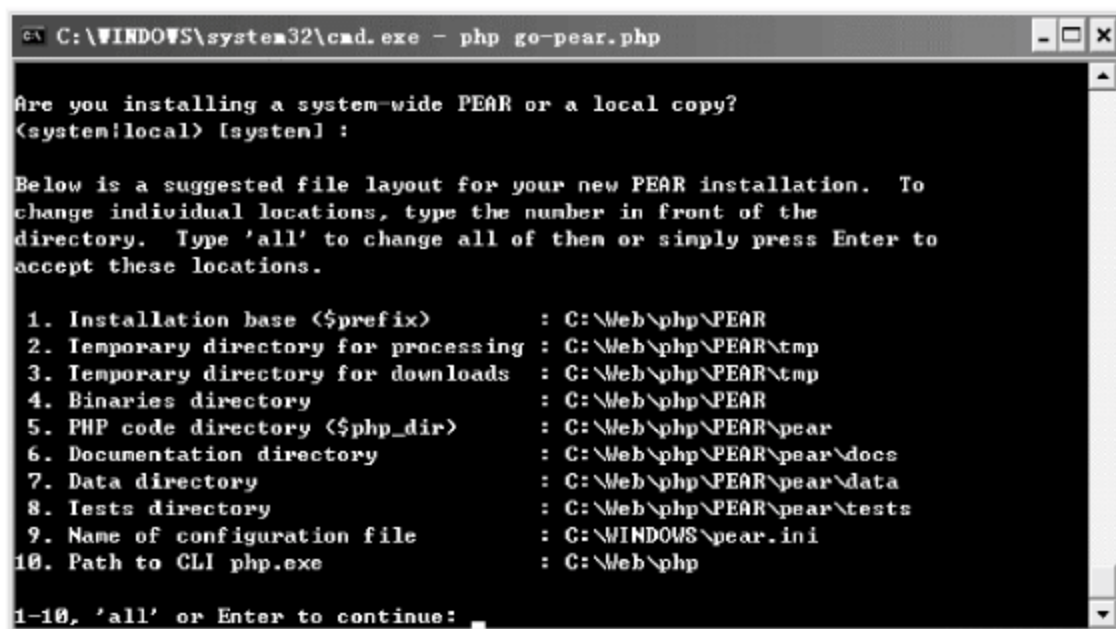 C:\WINDOWS\system32\cmd.exe - php go-pear.php
Are you installing a system-wide PEAR or a local copy?
(system|local) [system] :
Below is a suggested file layout for your new PEAR installation.  To
change individual locations, type the number in front of the
directory.  Type 'all' to change all of them or simply press Enter to
accept these locations.
1. Installation base ($prefix)        : C:\Web\php\PEAR
2. Temporary directory for processing : C:\Web\php\PEAR\tmp
3. Temporary directory for downloads  : C:\Web\php\PEAR\tmp
4. Binaries directory                 : C:\Web\php\PEAR
5. PHP code directory ($php_dir)      : C:\Web\php\PEAR\pear
6. Documentation directory            : C:\Web\php\PEAR\pear\docs
7. Data directory                     : C:\Web\php\PEAR\pear\data
8. Tests directory                    : C:\Web\php\PEAR\pear\tests
9. Name of configuration file         : C:\WINDOWS\pear.ini
10. Path to CLI php.exe                : C:\Web\php
1-10, 'all' or Enter to continue: _